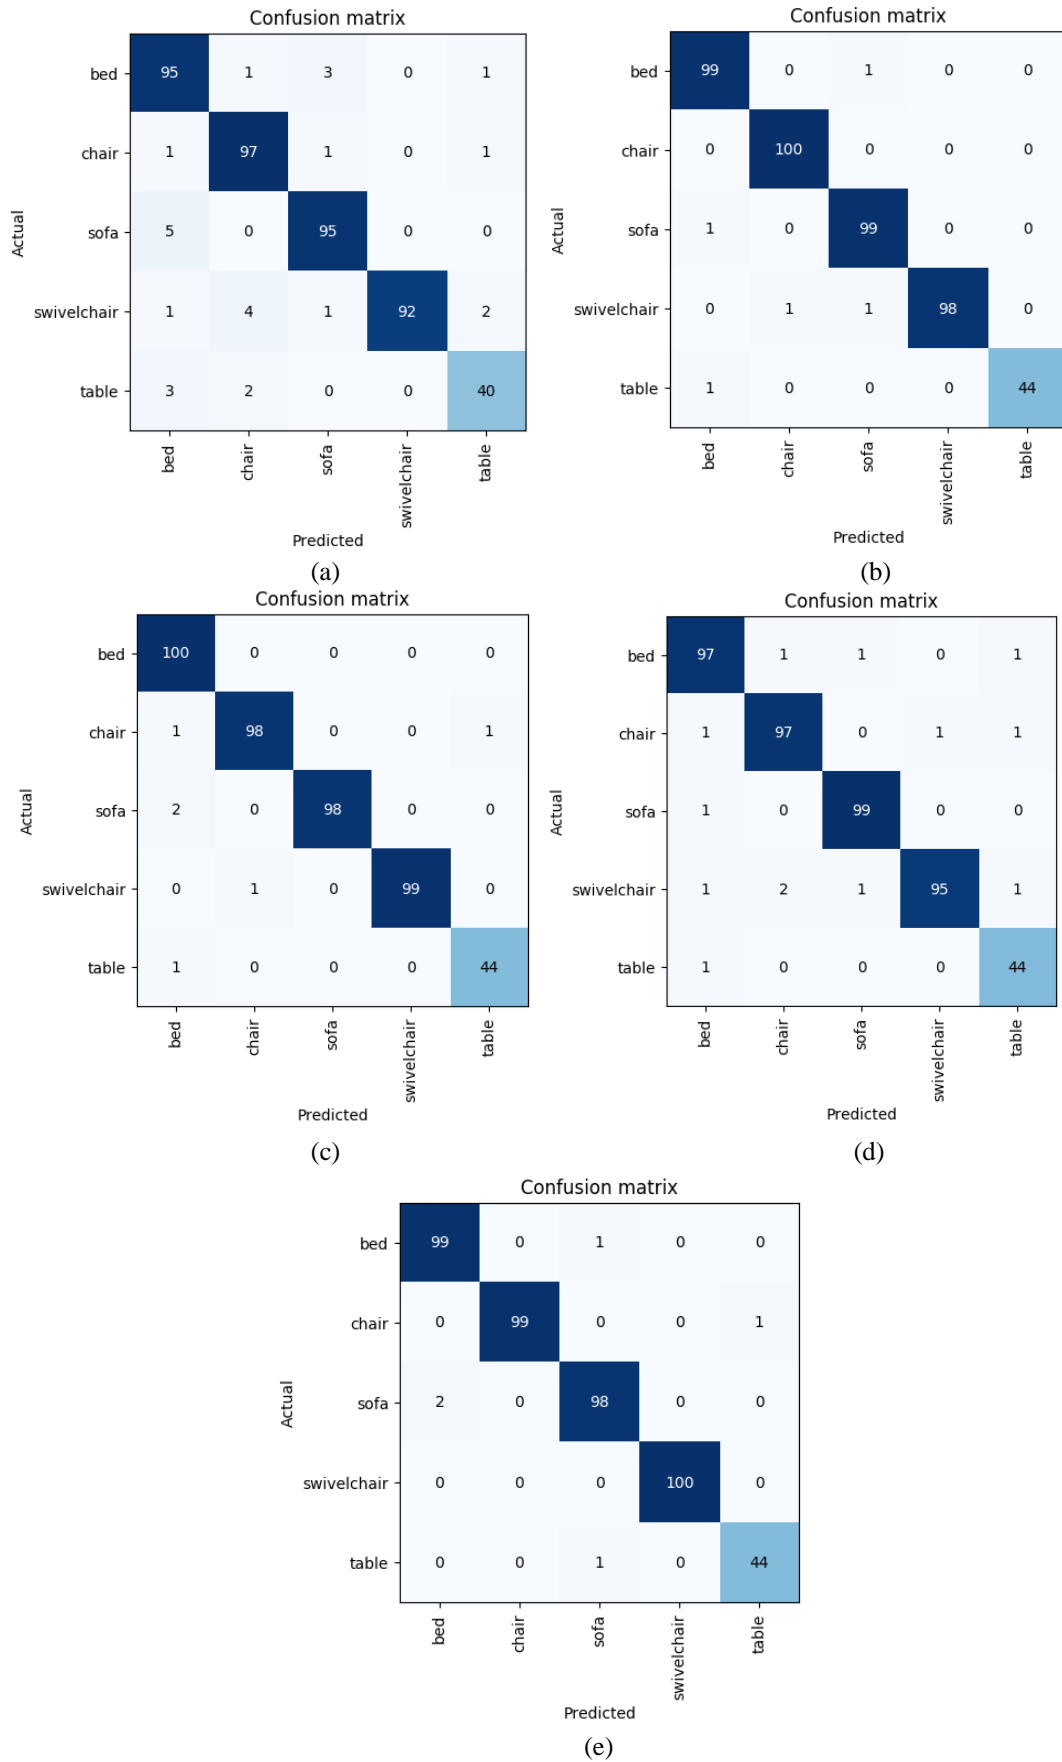 Confusion matrix
bed 95 1 3 0 1
chair 1 97 1 0 1
sofa 5 0 95 0 0
swivelchair 1 4 1 92 2
table 3 2 0 0 40
Actual
bed chair sofa swivelchair table
Predicted
(a)
Confusion matrix
bed 99 0 1 0 0
chair 0 100 0 0 0
sofa 1 0 99 0 0
swivelchair 0 1 1 98 0
table 1 0 0 0 44
Actual
bed chair sofa swivelchair table
Predicted
(b)
Confusion matrix
bed 100 0 0 0 0
chair 1 98 0 0 1
sofa 2 0 98 0 0
swivelchair 0 1 0 99 0
table 1 0 0 0 44
Actual
bed chair sofa swivelchair table
Predicted
(c)
Confusion matrix
bed 97 1 1 0 1
chair 1 97 0 1 1
sofa 1 0 99 0 0
swivelchair 1 2 1 95 1
table 1 0 0 0 44
Actual
bed chair sofa swivelchair table
Predicted
(d)
Confusion matrix
bed 99 0 1 0 0
chair 0 99 0 0 1
sofa 2 0 98 0 0
swivelchair 0 0 0 100 0
table 0 0 1 0 44
Actual
bed chair sofa swivelchair table
Predicted
(e)